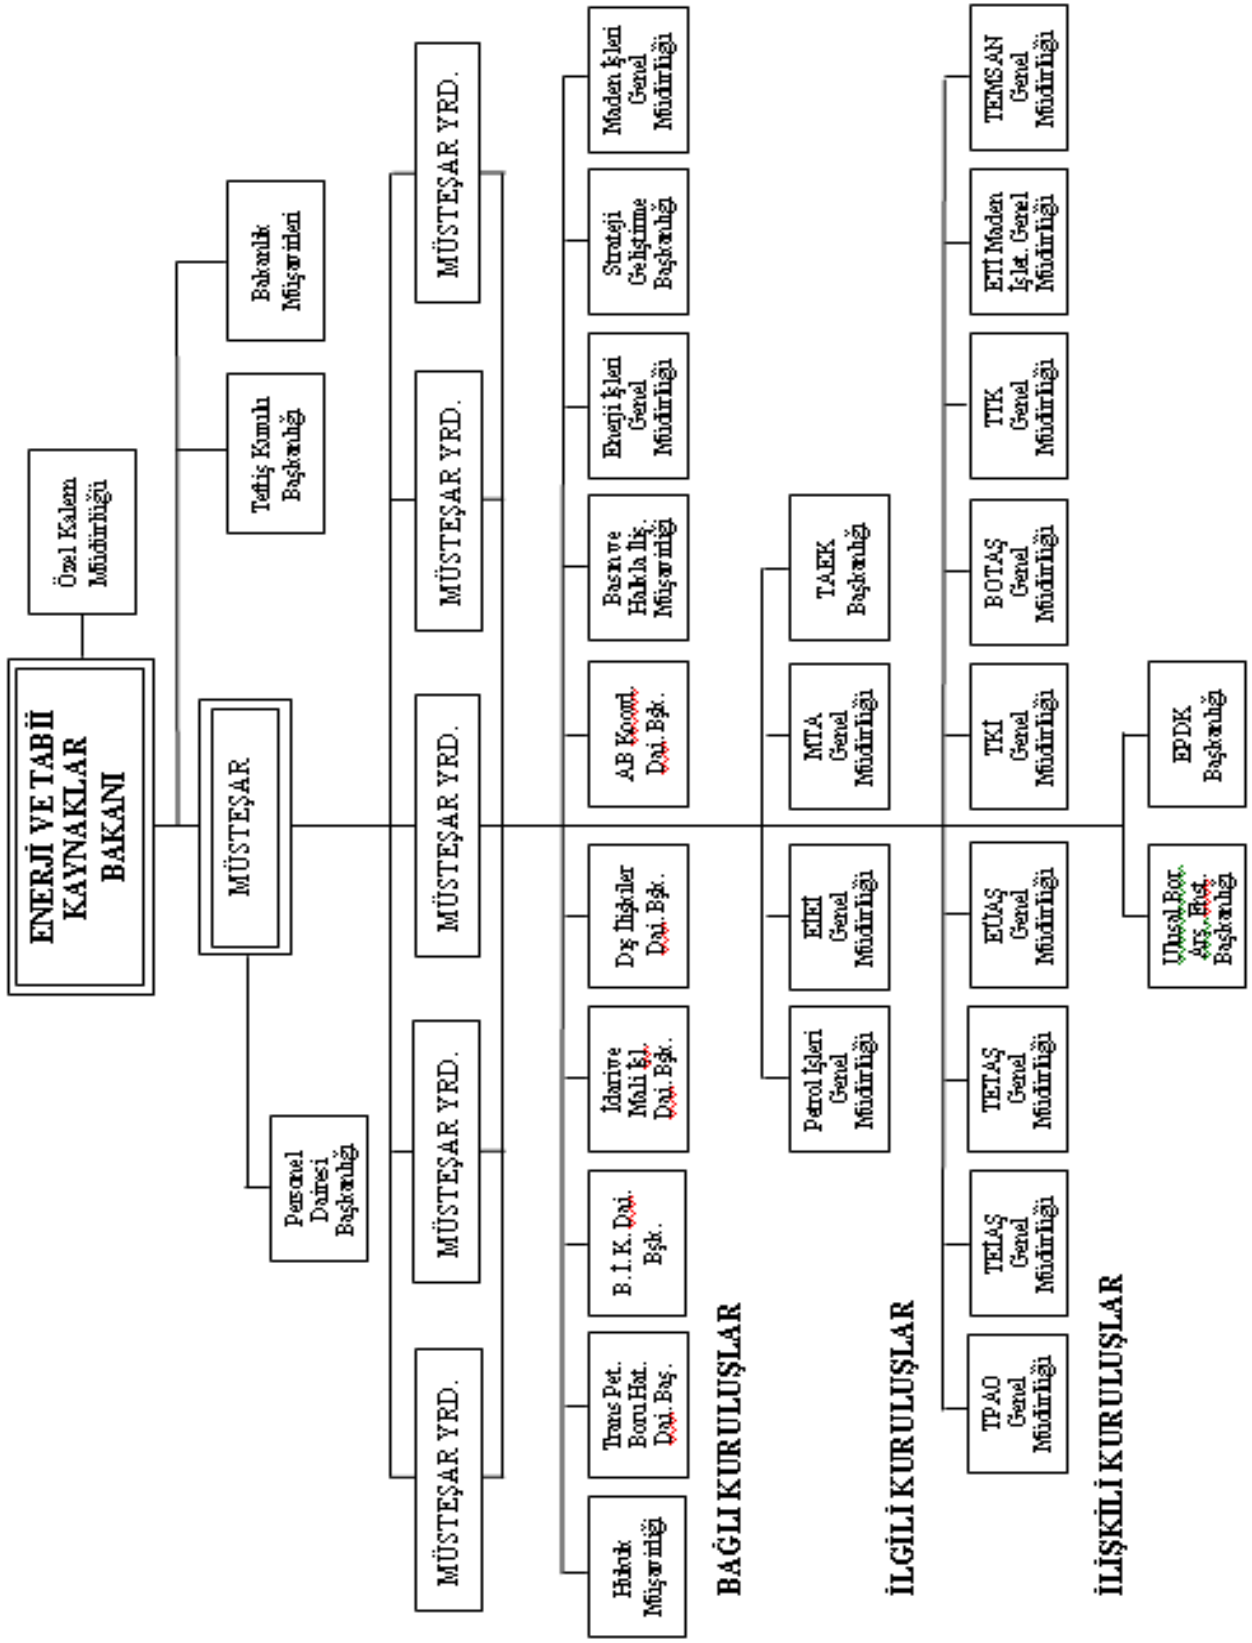 ENERJİ VE TABİİ
KAYNAKLAR
BAKANI
Özel Kalem
Müdürlüğü
MÜSTEŞAR
Personel
Dairesi
Başkanlığı
Teftiş Kurulu
Başkanlığı
Bakanlık
Müşavirleri
MÜSTEŞAR YRD.
MÜSTEŞAR YRD.
MÜSTEŞAR YRD.
MÜSTEŞAR YRD.
MÜSTEŞAR YRD.
Hukuk
Müşavirliği
Trans Pet.
Boru Hat.
Dai. Baş.
B.İ.K. Dai.
Bşk.
İdari ve
Mali İşl.
Dai. Bşk.
Dış İlişkiler
Dai. Bşk.
AB Koord.
Dai. Bşk.
Basın ve
Halkla İliş.
Müşavirliği
Enerji İşleri
Genel
Müdürlüğü
Strateji
Geliştirme
Başkanlığı
Maden İşleri
Genel
Müdürlüğü
BAĞLI KURULUŞLAR
Petrol İşleri
Genel
Müdürlüğü
EİEİ
Genel
Müdürlüğü
MTA
Genel
Müdürlüğü
TAEK
Başkanlığı
İLGİLİ KURULUŞLAR
TPAO
Genel
Müdürlüğü
TEİAŞ
Genel
Müdürlüğü
TETAŞ
Genel
Müdürlüğü
EÜAŞ
Genel
Müdürlüğü
TKİ
Genel
Müdürlüğü
BOTAŞ
Genel
Müdürlüğü
TTK
Genel
Müdürlüğü
ETİ Maden
İşlet. Genel
Müdürlüğü
TEMSAN
Genel
Müdürlüğü
İLİŞKİLİ KURULUŞLAR
Ulusal Bor.
Ars. Enst.
Başkanlığı
EPDK
Başkanlığı